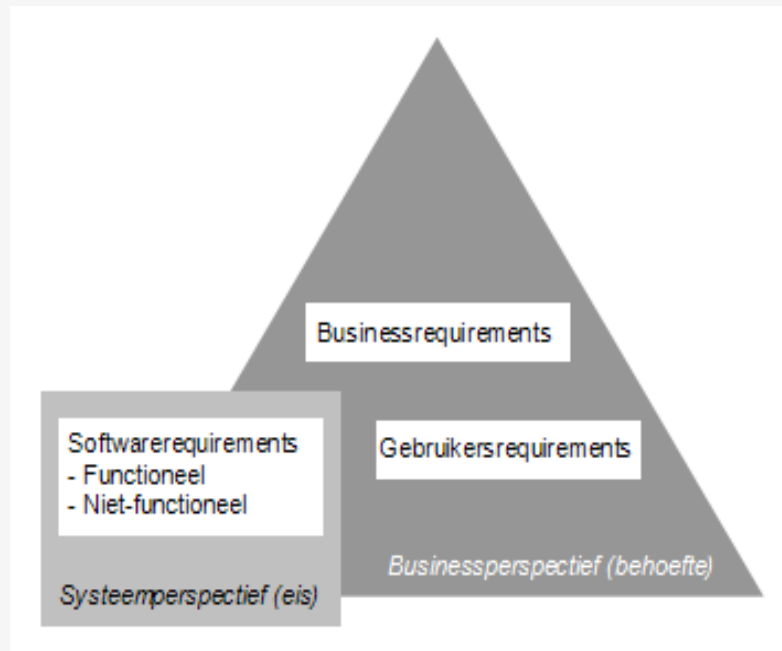 Businessrequirements
Softwarerequirements
- Functioneel
- Niet-functioneel
Gebruikersrequirements
Businessperspectief (behoefte)
Systeemperspectief (eis)